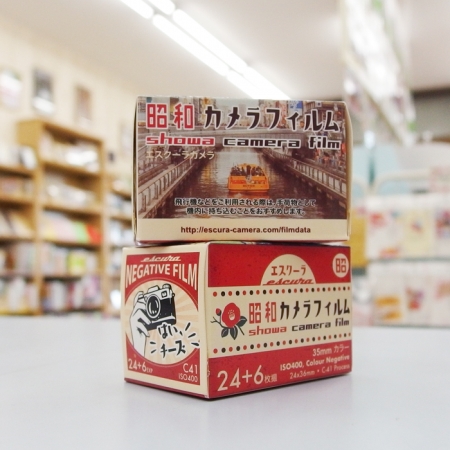 昭和カメラフィルム
showa camera film
エスクーラカメラ
飛行機などをご利用される際は、手荷物として
機内に持ち込むことをおすすめします。
http://escura-camera.com/filmdata
escura
NEGATIVE FILM
はい、
チーズ
24+6枚撮
C41
ISO400
エスクーラ
escura
昭
昭和カメラフィルム
showa camera film
35mm カラー
ISO400, Colour Negative
24x36mm • C-41 Process
24+6枚撮